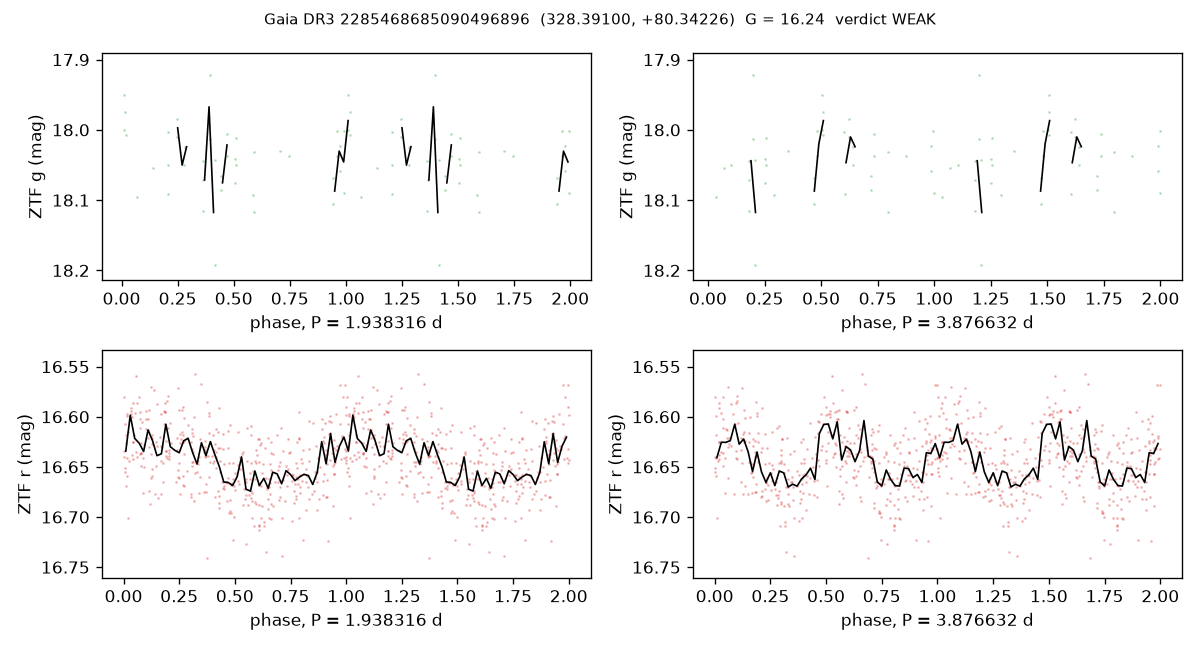 Gaia DR3 2285468685090496896  (328.39100, +80.34226)  G = 16.24  verdict WEAK
ZTF g (mag)
17.9
18.0
18.1
18.2
0.00 0.25 0.50 0.75 1.00 1.25 1.50 1.75 2.00
phase, P = 1.938316 d
ZTF g (mag)
17.9
18.0
18.1
18.2
0.00 0.25 0.50 0.75 1.00 1.25 1.50 1.75 2.00
phase, P = 3.876632 d
ZTF r (mag)
16.55
16.60
16.65
16.70
16.75
0.00 0.25 0.50 0.75 1.00 1.25 1.50 1.75 2.00
phase, P = 1.938316 d
ZTF r (mag)
16.55
16.60
16.65
16.70
16.75
0.00 0.25 0.50 0.75 1.00 1.25 1.50 1.75 2.00
phase, P = 3.876632 d